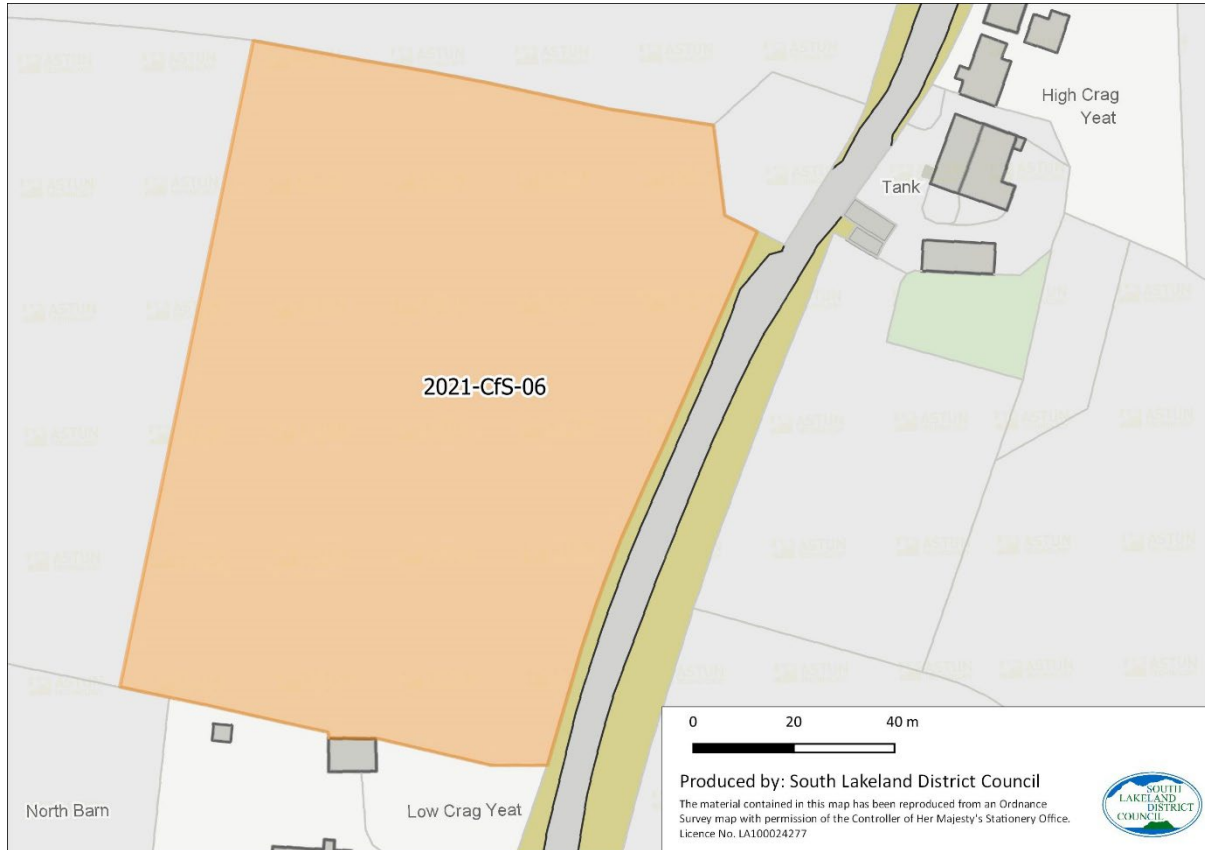 High Crag
Yeat
Tank
2021-CfS-06
North Barn
Low Crag Yeat
0 20 40 m
Produced by: South Lakeland District Council
The material contained in this map has been reproduced from an Ordnance
Survey map with permission of the Controller of Her Majesty's Stationery Office.
Licence No. LA100024277
SOUTH
LAKELAND
DISTRICT
COUNCIL
ASTUN